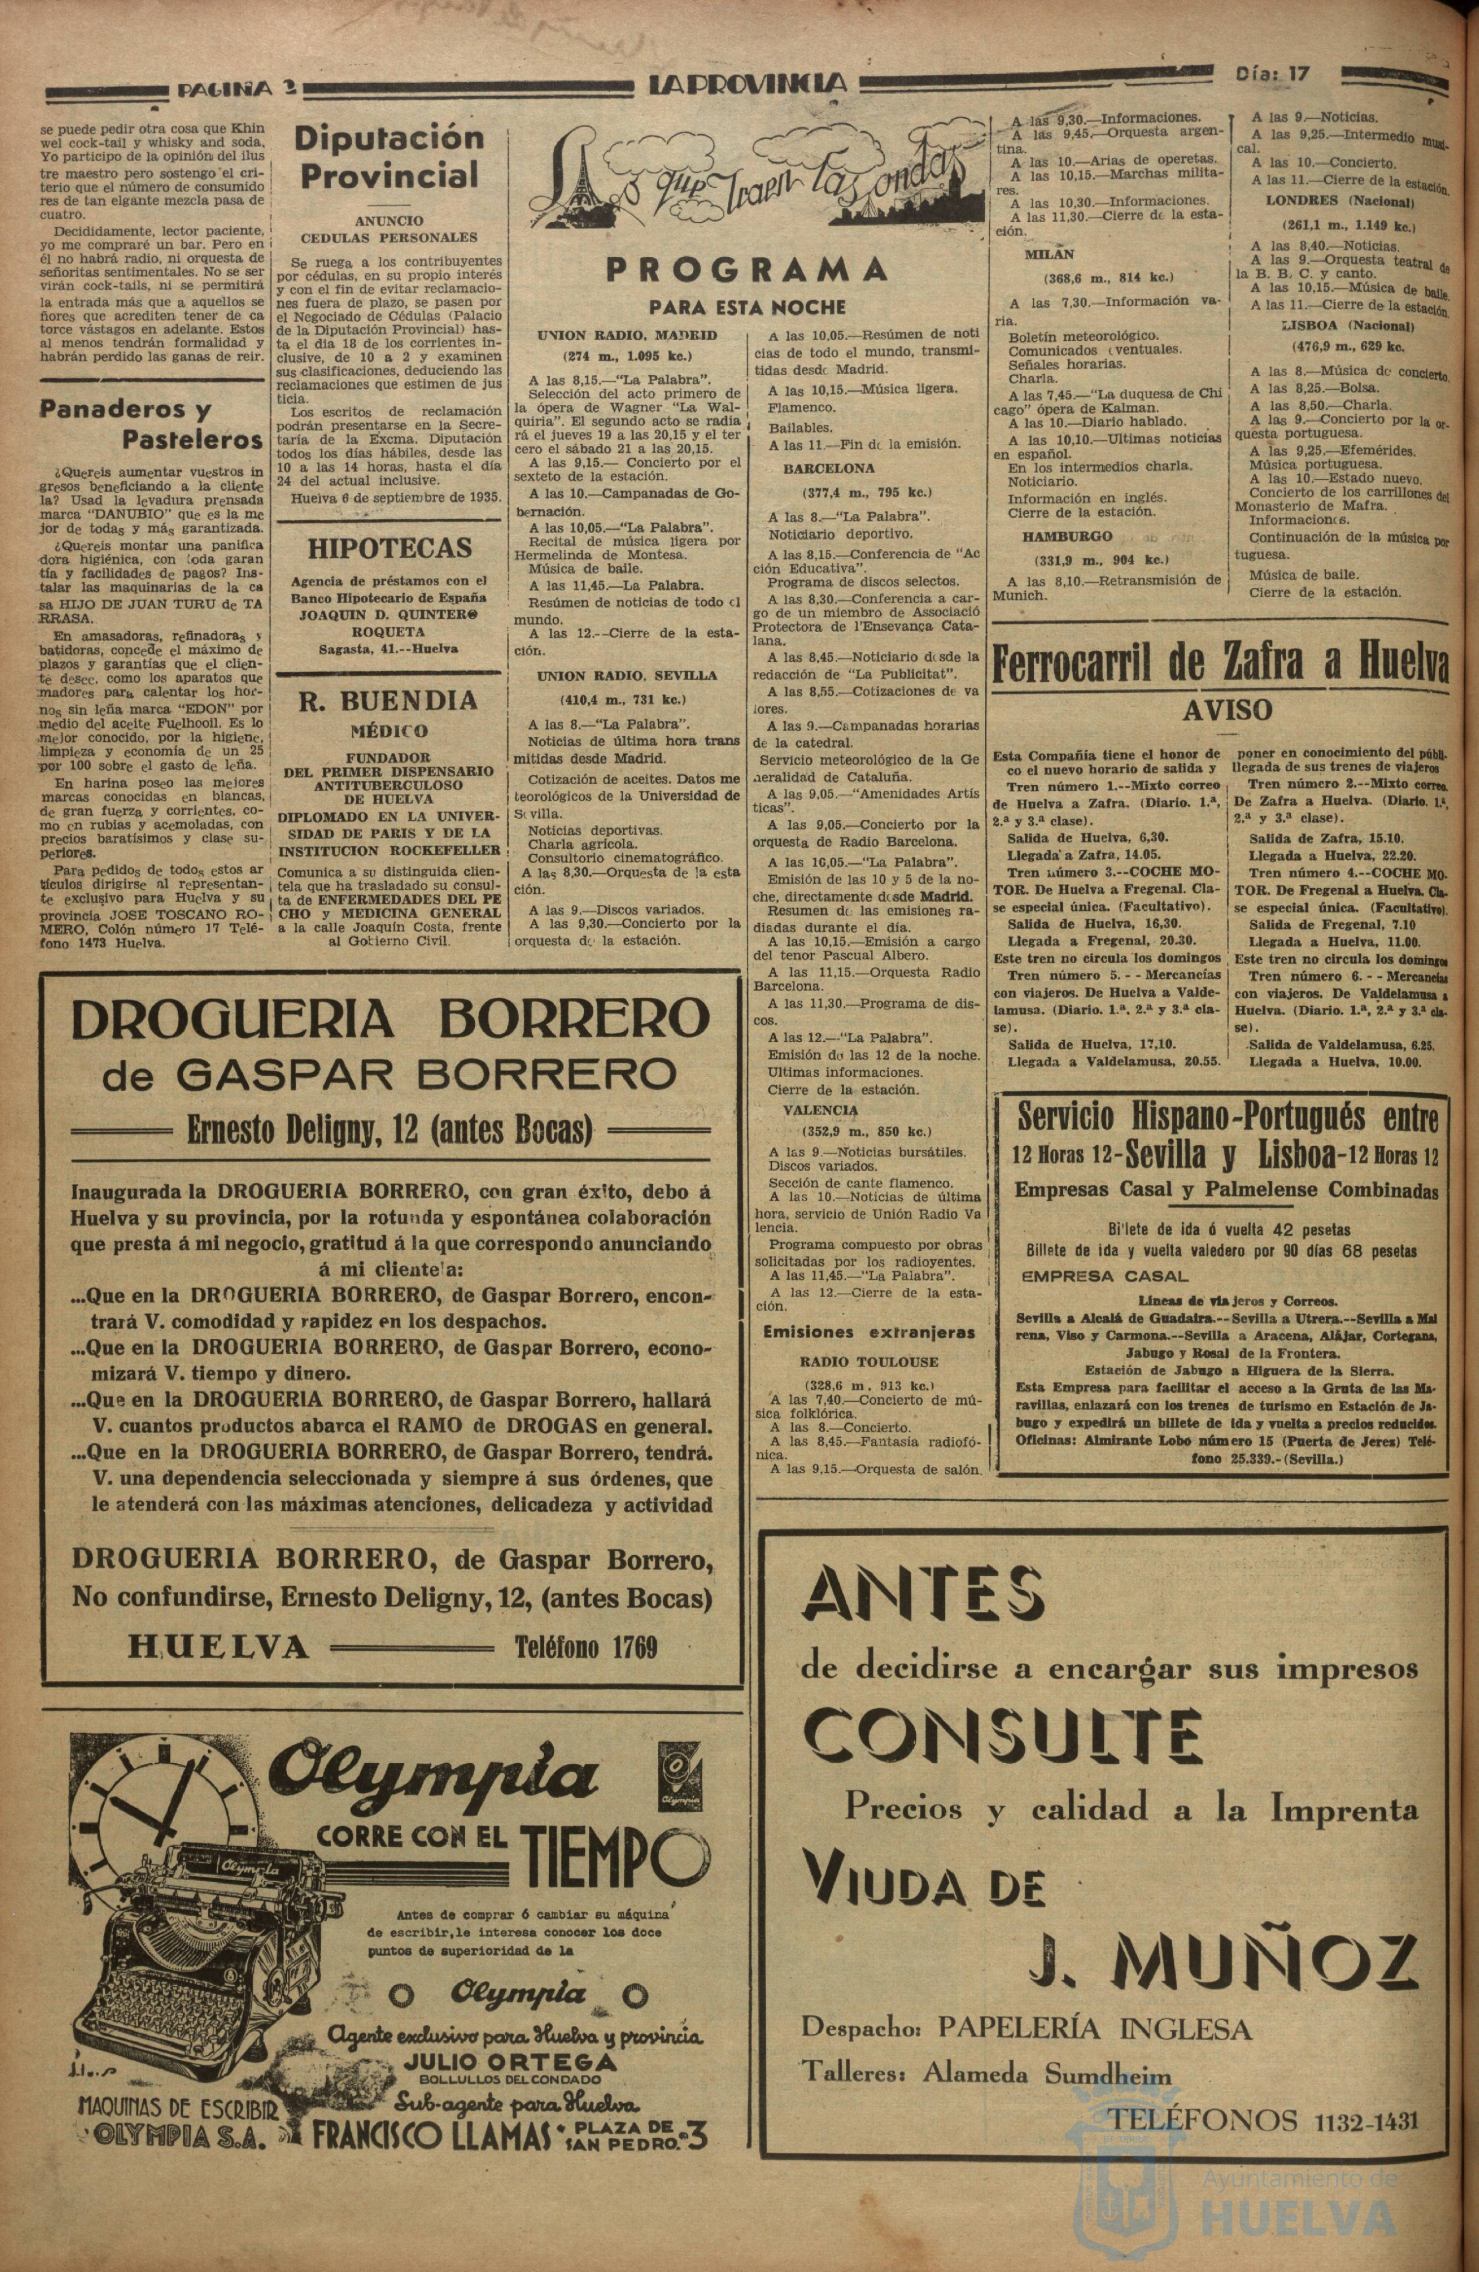 PAGINA 2
LA PROVINCIA
Día: 17
se puede pedir otra cosa que Khin
wel cock-tail y whisky and soda.
Yo participo de la opinión del ilus
tre maestro pero sostengo el cri-
terio que el número de consumido
res de tan elgante mezcla pasa de
cuatro.
Decididamente, lector paciente,
yo me compraré un bar. Pero en
él no habrá radio, ni orquesta de
señoritas sentimentales. No se ser
virán cock-tails, ni se permitirá
la entrada más que a aquellos se
ñores que acrediten tener de ca
torce vástagos en adelante. Estos
al menos tendrán formalidad y
habrán perdido las ganas de reir.
Panaderos y
Pasteleros
¿Quereis aumentar vuestros in
gresos beneficiando a la cliente
la? Usad la levadura prensada
marca "DANUBIO" que es la me
jor de todas y más garantizada.
¿Quereis montar una panifica
dora higiénica, con toda garan
tía y facilidades de pagos? Ins-
talar las maquinarias de la ca
sa HIJO DE JUAN TURU de TA
RRASA.
En amasadoras, refinadoras y
batidoras, concede el máximo de
plazos y garantías que el clien-
te desee, como los aparatos que
madores para calentar los hor-
nos sin leña marca "EDON" por
medio del aceite Fuelhooil. Es lo
mejor conocido, por la higiene,
limpieza y economía de un 25
por 100 sobre el gasto de leña.
En harina poseo las mejores
marcas conocidas en blancas,
de gran fuerza y corrientes, co-
mo en rubias y acemoladas, con
precios baratísimos y clase su-
periores.
Para pedidos de todos estos ar
tículos dirigirse al representan-
te exclusivo para Huelva y su
provincia JOSE TOSCANO RO-
MERO, Colón número 17 Telé-
fono 1473 Huelva.
Diputación
Provincial
ANUNCIO
CEDULAS PERSONALES
Se ruega a los contribuyentes
por cédulas, en su propio interés
y con el fin de evitar reclamacio-
nes fuera de plazo, se pasen por
el Negociado de Cédulas (Palacio
de la Diputación Provincial) has-
ta el dia 18 de los corrientes in-
clusive, de 10 a 2 y examinen
sus clasificaciones, deduciendo las
reclamaciones que estimen de jus
ticia.
Los escritos de reclamación
podrán presentarse en la Secre-
taría de la Excma. Diputación
todos los días hábiles, desde las
10 a las 14 horas, hasta el día
24 del actual inclusive.
Huelva 6 de septiembre de 1935.
HIPOTECAS
Agencia de préstamos con el
Banco Hipotecario de España
JOAQUIN D. QUINTERO
ROQUETA
Sagasta, 41.--Huelva
R. BUENDIA
MÉDICO
FUNDADOR
DEL PRIMER DISPENSARIO
ANTITUBERCULOSO
DE HUELVA
DIPLOMADO EN LA UNIVER-
SIDAD DE PARIS Y DE LA
INSTITUCION ROCKEFELLER
Comunica a su distinguida clien-
tela que ha trasladado su consul-
ta de ENFERMEDADES DEL PE
CHO y MEDICINA GENERAL
a la calle Joaquín Costa, frente
al Gobierno Civil.
Lo que traen las ondas
PROGRAMA
PARA ESTA NOCHE
UNION RADIO, MADRID
(274 m., 1.095 kc.)
A las 8,15.—"La Palabra".
Selección del acto primero de
la ópera de Wagner "La Wal-
quiria". El segundo acto se radia
rá el jueves 19 a las 20,15 y el ter
cero el sábado 21 a las 20,15.
A las 9,15.— Concierto por el
sexteto de la estación.
A las 10.—Campanadas de Go-
bernación.
A las 10,05.—"La Palabra".
Recital de música ligera por
Hermelinda de Montesa.
Música de baile.
A las 11,45.—La Palabra.
Resúmen de noticias de todo el
mundo.
A las 12.--Cierre de la esta-
ción.
UNION RADIO, SEVILLA
(410,4 m., 731 kc.)
A las 8.—"La Palabra".
Noticias de última hora trans
mitidas desde Madrid.
Cotización de aceites. Datos me
teorológicos de la Universidad de
Sevilla.
Noticias deportivas.
Charla agrícola.
Consultorio cinematográfico.
A las 8,30.—Orquesta de la esta
ción.
A las 9.—Discos variados.
A las 9,30.—Concierto por la
orquesta de la estación.
A las 10,05.—Resúmen de noti
cias de todo el mundo, transmi-
tidas desde Madrid.
A las 10,15.—Música ligera.
Flamenco.
Bailables.
A las 11.—Fin de la emisión.
BARCELONA
(377,4 m., 795 kc.)
A las 8.—"La Palabra".
Noticiario deportivo.
A las 8,15.—Conferencia de "Ac
ción Educativa".
Programa de discos selectos.
A las 8,30.—Conferencia a car-
go de un miembro de Associació
Protectora de l'Ensevança Cata-
lana.
A las 8,45.—Noticiario desde la
redacción de "La Publicitat".
A las 8,55.—Cotizaciones de va
lores.
A las 9.—Campanadas horarias
de la catedral.
Servicio meteorológico de la Ge
neralidad de Cataluña.
A las 9,05.—"Amenidades Artís
ticas".
A las 9,05.—Concierto por la
orquesta de Radio Barcelona.
A las 10,05.—"La Palabra".
Emisión de las 10 y 5 de la no-
che, directamente desde Madrid.
Resumen de las emisiones ra-
diadas durante el día.
A las 10,15.—Emisión a cargo
del tenor Pascual Albero.
A las 11,15.—Orquesta Radio
Barcelona.
A las 11,30.—Programa de dis-
cos.
A las 12.—"La Palabra".
Emisión de las 12 de la noche.
Ultimas informaciones.
Cierre de la estación.
VALENCIA
(352,9 m., 850 kc.)
A las 9.—Noticias bursátiles.
Discos variados.
Sección de cante flamenco.
A las 10.—Noticias de última
hora, servicio de Unión Radio Va
lencia.
Programa compuesto por obras
solicitadas por los radioyentes.
A las 11,45.—"La Palabra".
A las 12.—Cierre de la esta-
ción.
Emisiones extranjeras
RADIO TOULOUSE
(328,6 m., 913 kc.)
A las 7,40.—Concierto de mú-
sica folklórica.
A las 8.—Concierto.
A las 8,45.—Fantasia radiofó-
nica.
A las 9,15.—Orquesta de salón.
A las 9,30.—Informaciones.
A las 9,45.—Orquesta argen-
tina.
A las 10.—Arias de operetas.
A las 10,15.—Marchas milita-
res.
A las 10,30.—Informaciones.
A las 11,30.—Cierre de la esta-
ción.
MILAN
(368,6 m., 814 kc.)
A las 7,30.—Información va-
ria.
Boletín meteorológico.
Comunicados eventuales.
Señales horarias.
Charla.
A las 7,45.—"La duquesa de Chi
cago" ópera de Kalman.
A las 10.—Diario hablado.
A las 10,10.—Ultimas noticias
en español.
En los intermedios charla.
Noticiario.
Información en inglés.
Cierre de la estación.
HAMBURGO
(331,9 m., 904 kc.)
A las 8,10.—Retransmisión de
Munich.
A las 9.—Noticias.
A las 9,25.—Intermedio musi-
cal.
A las 10.—Concierto.
A las 11.—Cierre de la estación.
LONDRES (Nacional)
(261,1 m., 1.149 kc.)
A las 8,40.—Noticias.
A las 9.—Orquesta teatral de
la B. B. C. y canto.
A las 10,15.—Música de baile.
A las 11.—Cierre de la estación.
LISBOA (Nacional)
(476,9 m., 629 kc.
A las 8.—Música de concierto.
A las 8,25.—Bolsa.
A las 8,50.—Charla.
A las 9.—Concierto por la or-
questa portuguesa.
A las 9,25.—Efemérides.
Música portuguesa.
A las 10.—Estado nuevo.
Concierto de los carrillones del
Monasterio de Mafra.
Informaciones.
Continuación de la música por
tuguesa.
Música de baile.
Cierre de la estación.
Ferrocarril de Zafra a Huelva
AVISO
Esta Compañía tiene el honor de poner en conocimiento del públi-
co el nuevo horario de salida y llegada de sus trenes de viajeros
Tren número 1.--Mixto correo
de Huelva a Zafra. (Diario. 1.ª,
2.ª y 3.ª clase).
Salida de Huelva, 6,30.
Llegada a Zafra, 14.05.
Tren número 3.--COCHE MO-
TOR. De Huelva a Fregenal. Cla-
se especial única. (Facultativo).
Salida de Huelva, 16,30.
Llegada a Fregenal, 20.30.
Este tren no circula los domingos
Tren número 5. - - Mercancías
con viajeros. De Huelva a Valde-
lamusa. (Diario. 1.ª, 2.ª y 3.ª cla-
se).
Salida de Huelva, 17,10.
Llegada a Valdelamusa, 20.55.
Tren número 2.---Mixto correo.
De Zafra a Huelva. (Diario. 1.ª,
2.ª y 3.ª clase).
Salida de Zafra, 15.10.
Llegada a Huelva. 22.20.
Tren número 4.--COCHE MO-
TOR. De Fregenal a Huelva. Cla-
se especial única. (Facultativo).
Salida de Fregenal, 7.10
Llegada a Huelva, 11.00.
Este tren no circula los domingos
Tren número 6. - - Mercancías
con viajeros. De Valdelamusa a
Huelva. (Diario. 1.ª, 2.ª y 3.ª cla-
se).
Salida de Valdelamusa, 6.25.
Llegada a Huelva, 10.00.
Servicio Hispano-Portugués entre
12 Horas 12-Sevilla y Lisboa-12 Horas 12
Empresas Casal y Palmelense Combinadas
Billete de ida ó vuelta 42 pesetas
Billete de ida y vuelta valedero por 90 días 68 pesetas
EMPRESA CASAL
Líneas de viajeros y Correos.
Sevilla a Alcalá de Guadaira.--Sevilla a Utrera.--Sevilla a Mai
rena, Viso y Carmona.--Sevilla a Aracena, Alájar, Cortegana,
Jabugo y Rosal de la Frontera.
Estación de Jabugo a Higuera de la Sierra.
Esta Empresa para facilitar el acceso a la Gruta de las Ma-
ravillas, enlazará con los trenes de turismo en Estación de Ja-
bugo y expedirá un billete de ida y vuelta a precios reducidos.
Oficinas: Almirante Lobo número 15 (Puerta de Jerez) Telé-
fono 25.339.-(Sevilla.)
DROGUERIA BORRERO
de GASPAR BORRERO
Ernesto Deligny, 12 (antes Bocas)
Inaugurada la DROGUERIA BORRERO, con gran éxito, debo á
Huelva y su provincia, por la rotunda y espontánea colaboración
que presta á mi negocio, gratitud á la que correspondo anunciando
á mi clientela:
...Que en la DROGUERIA BORRERO, de Gaspar Borrero, encon-
trará V. comodidad y rapidez en los despachos.
...Que en la DROGUERIA BORRERO, de Gaspar Borrero, econo-
mizará V. tiempo y dinero.
...Que en la DROGUERIA BORRERO, de Gaspar Borrero, hallará
V. cuantos productos abarca el RAMO de DROGAS en general.
...Que en la DROGUERIA BORRERO, de Gaspar Borrero, tendrá.
V. una dependencia seleccionada y siempre á sus órdenes, que
le atenderá con las máximas atenciones, delicadeza y actividad
DROGUERIA BORRERO, de Gaspar Borrero,
No confundirse, Ernesto Deligny, 12, (antes Bocas)
HUELVA Teléfono 1769
Olympia
Olympia
CORRE CON EL TIEMPO
Olympia
Antes de comprar ó cambiar su máquina
de escribir, le interesa conocer los doce
puntos de superioridad de la
Olympia
Agente exclusivo para Huelva y provincia
JULIO ORTEGA
BOLLULLOS DEL CONDADO
Sub-agente para Huelva
FRANCISCO LLAMAS · PLAZA DE SAN PEDRO. 3
MAQUINAS DE ESCRIBIR
OLYMPIA S.A.
ANTES
de decidirse a encargar sus impresos
CONSULTE
Precios y calidad a la Imprenta
VIUDA DE
J. MUÑOZ
Despacho: PAPELERÍA INGLESA
Talleres: Alameda Sumdheim
TELÉFONOS 1132-1431
Ayuntamiento de
HUELVA